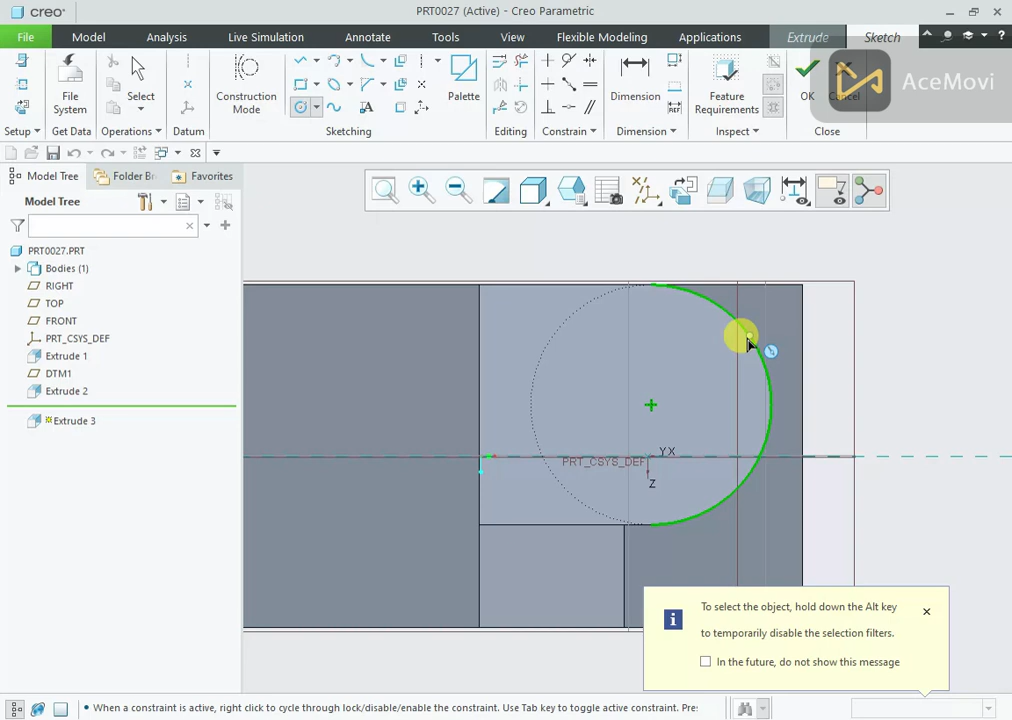 creo
PRT0027 (Active) - Creo Parametric
File
Model
Analysis
Live Simulation
Annotate
Tools
View
Flexible Modeling
Applications
Extrude
Sketch
AceMovi
File
System
Select
Construction
Mode
Palette
Dimension
Feature
Requirements
OK
Cancel
Setup
Get Data
Operations
Datum
Sketching
Editing
Constrain
Dimension
Inspect
Close
Model Tree
Folder Br
Favorites
Model Tree
PRT0027.PRT
Bodies (1)
RIGHT
TOP
FRONT
PRT_CSYS_DEF
Extrude 1
DTM1
Extrude 2
Extrude 3
YX
PRT_CSYS_DEF
Z
To select the object, hold down the Alt key
to temporarily disable the selection filters.
In the future, do not show this message
When a constraint is active, right click to cycle through lock/disable/enable the constraint. Use Tab key to toggle active constraint. Pre